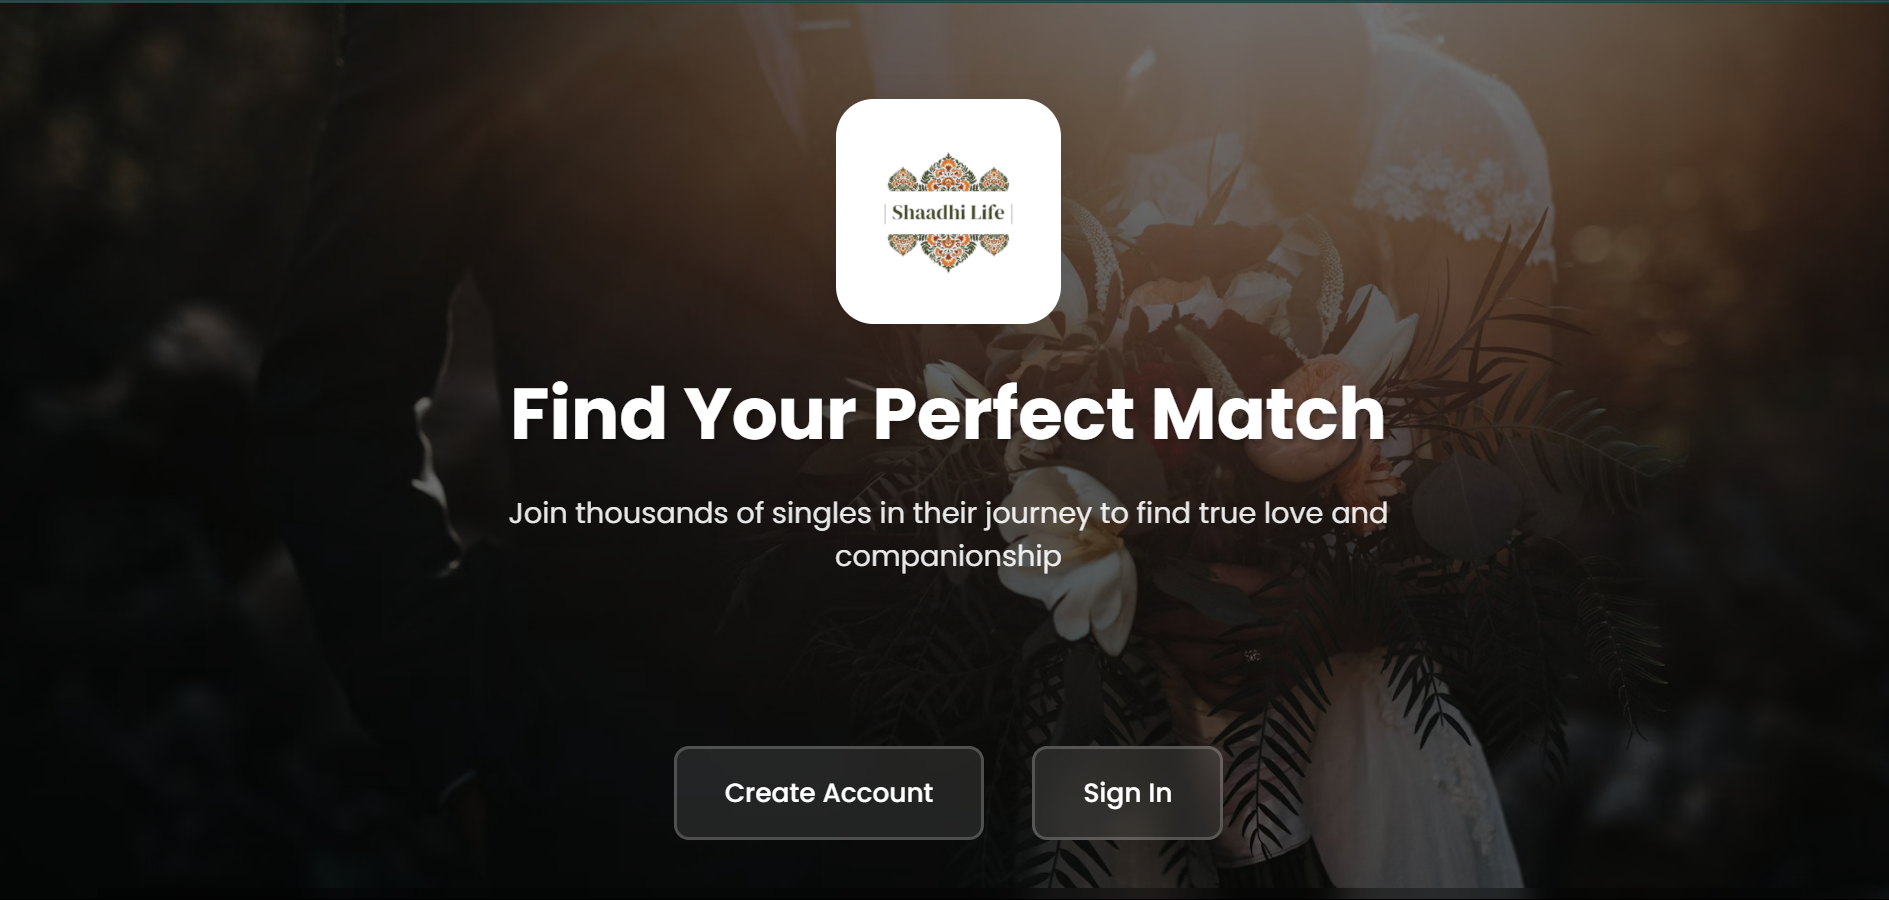 Shaadhi Life
Find Your Perfect Match
Join thousands of singles in their journey to find true love and
companionship
Create Account
Sign In